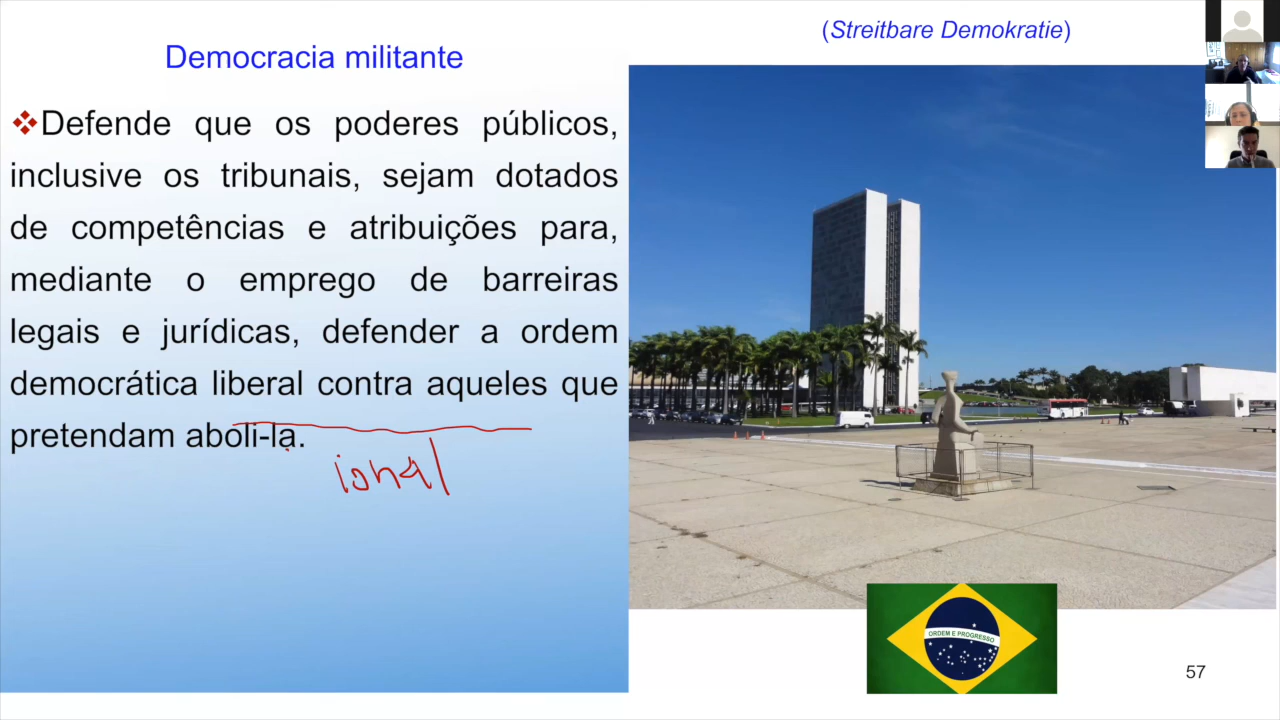 Democracia militante
(Streitbare Demokratie)
❖Defende que os poderes públicos,
inclusive os tribunais, sejam dotados
de competências e atribuições para,
mediante o emprego de barreiras
legais e jurídicas, defender a ordem
democrática liberal contra aqueles que
pretendam aboli-la.
ional
ORDEM E PROGRESSO
57